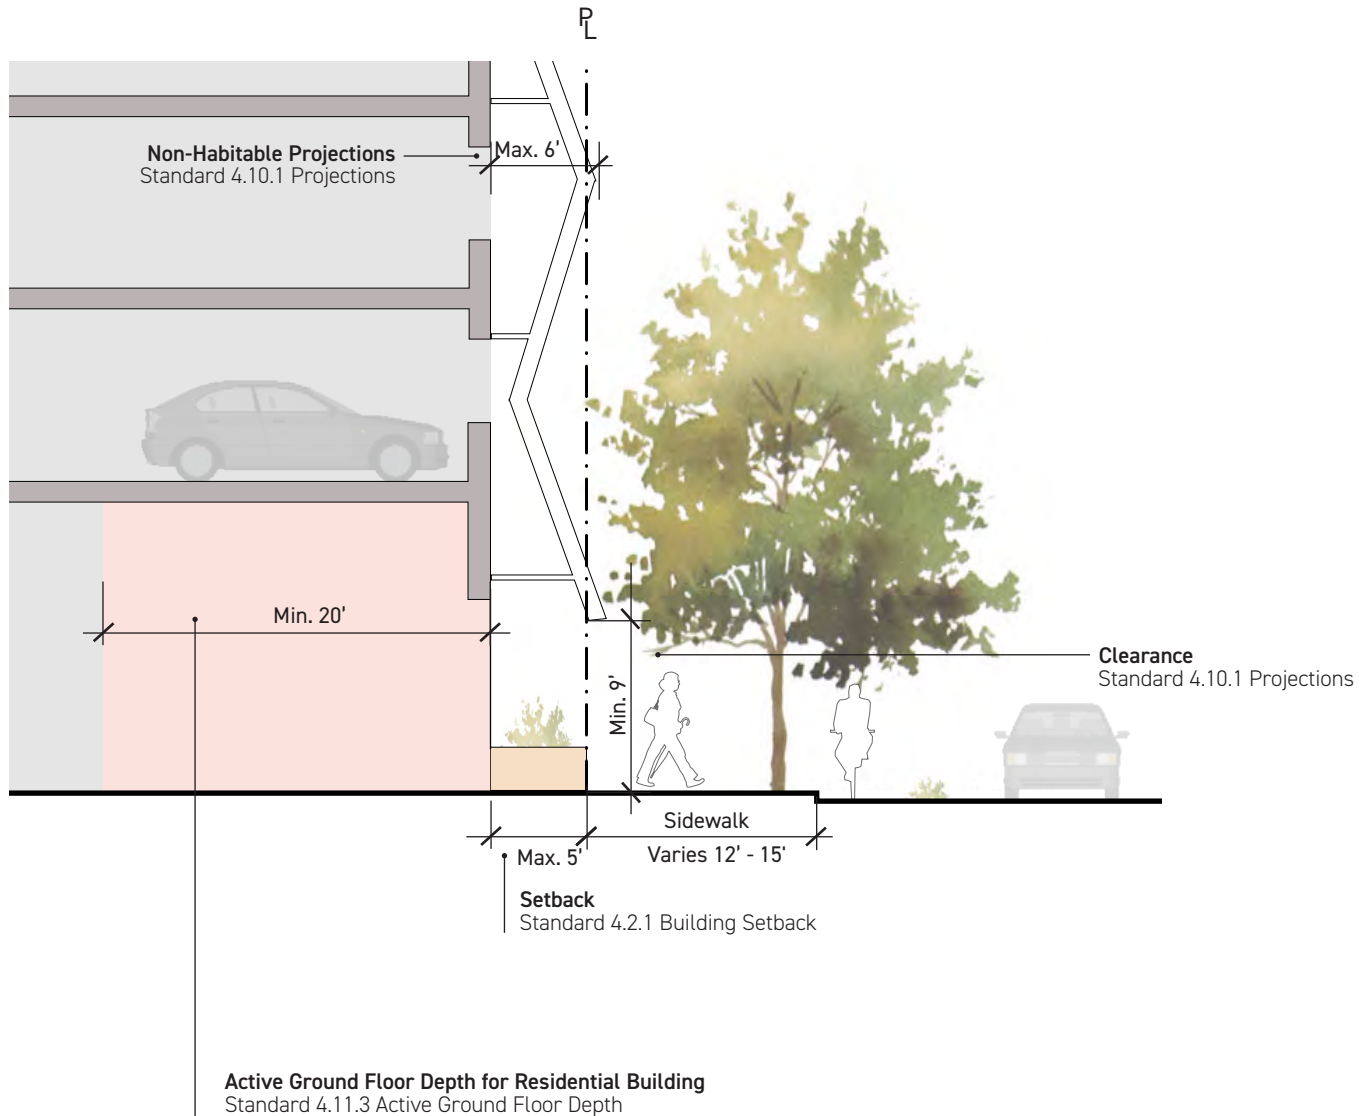 PL
Non-Habitable Projections
Standard 4.10.1 Projections
Max. 6'
Min. 20'
Min. 9'
Clearance
Standard 4.10.1 Projections
Sidewalk
Max. 5'
Varies 12' - 15'
Setback
Standard 4.2.1 Building Setback
Active Ground Floor Depth for Residential Building
Standard 4.11.3 Active Ground Floor Depth